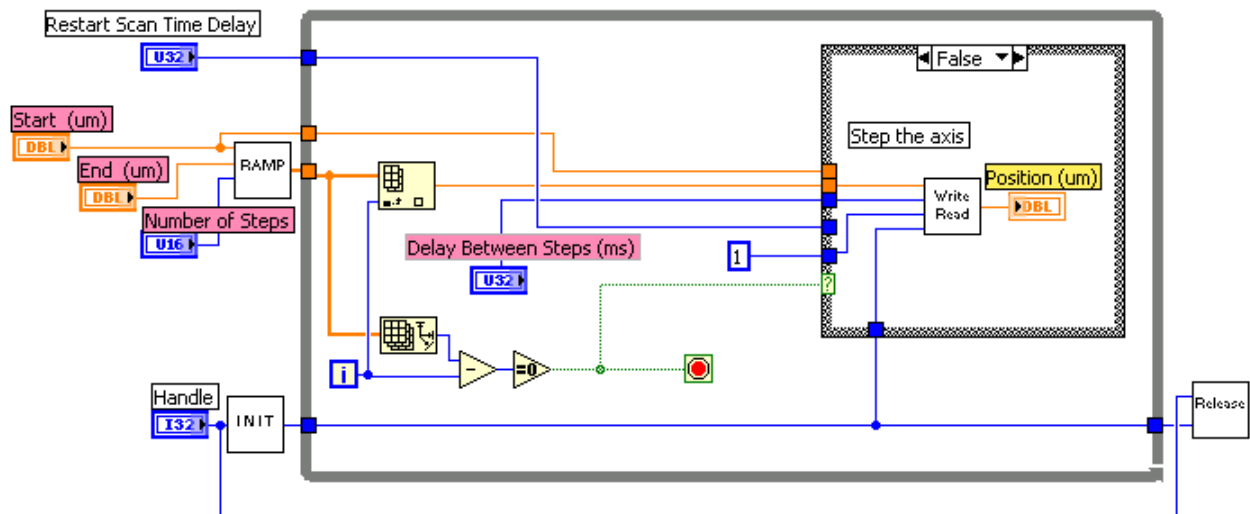 Restart Scan Time Delay
U32
False
Start (um)
DBL
Step the axis
End (um)
RAMP
DBL
Position (um)
Write
Read
DBL
Number of Steps
U16
Delay Between Steps (ms)
1
U32
?
i
-
=0
Handle
I32
INIT
Release